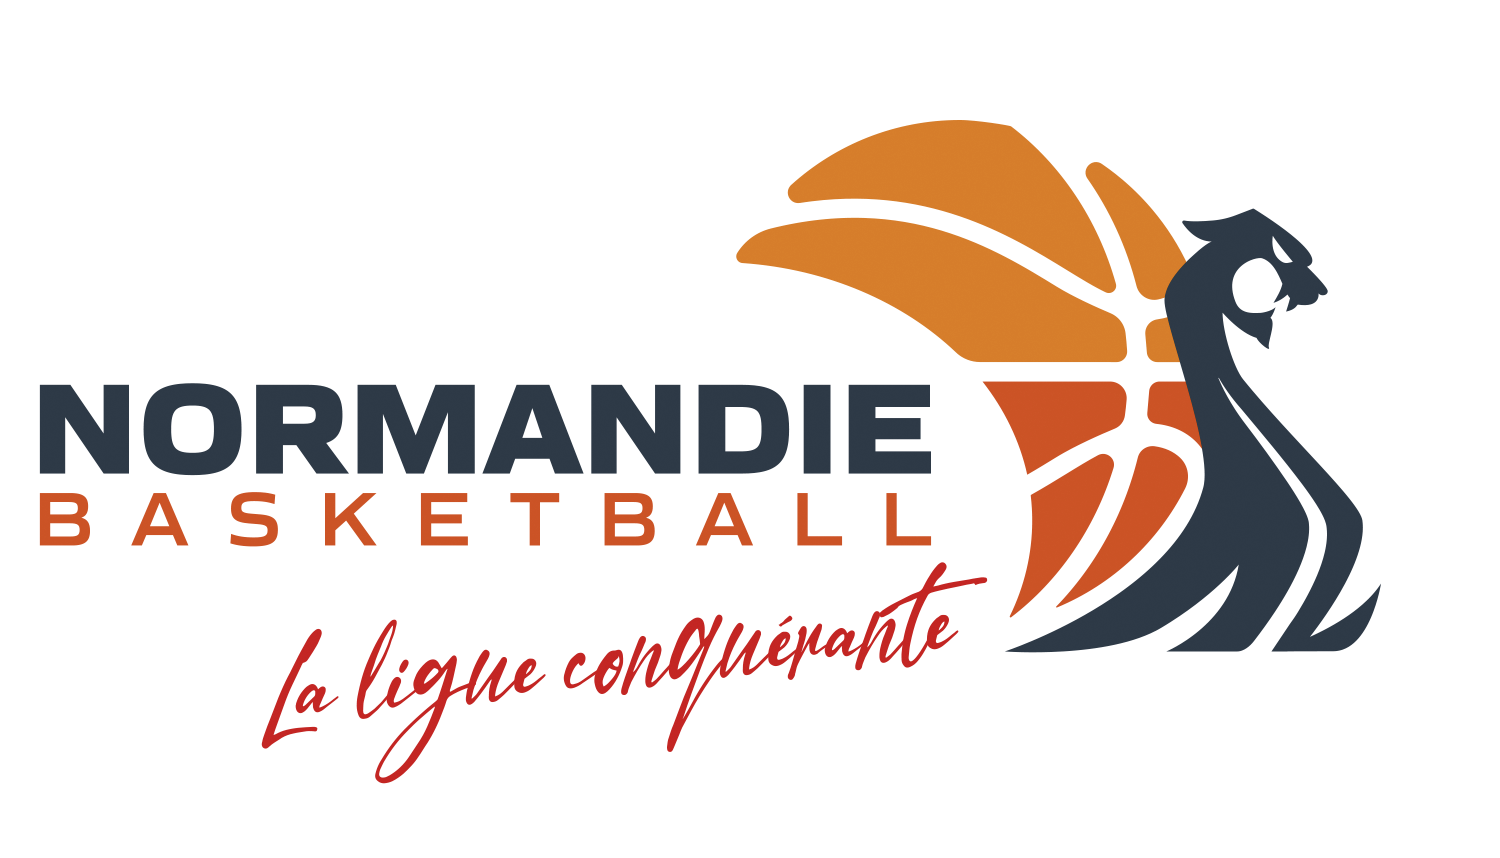 NORMANDIE
BASKETBALL
La ligue conquérante